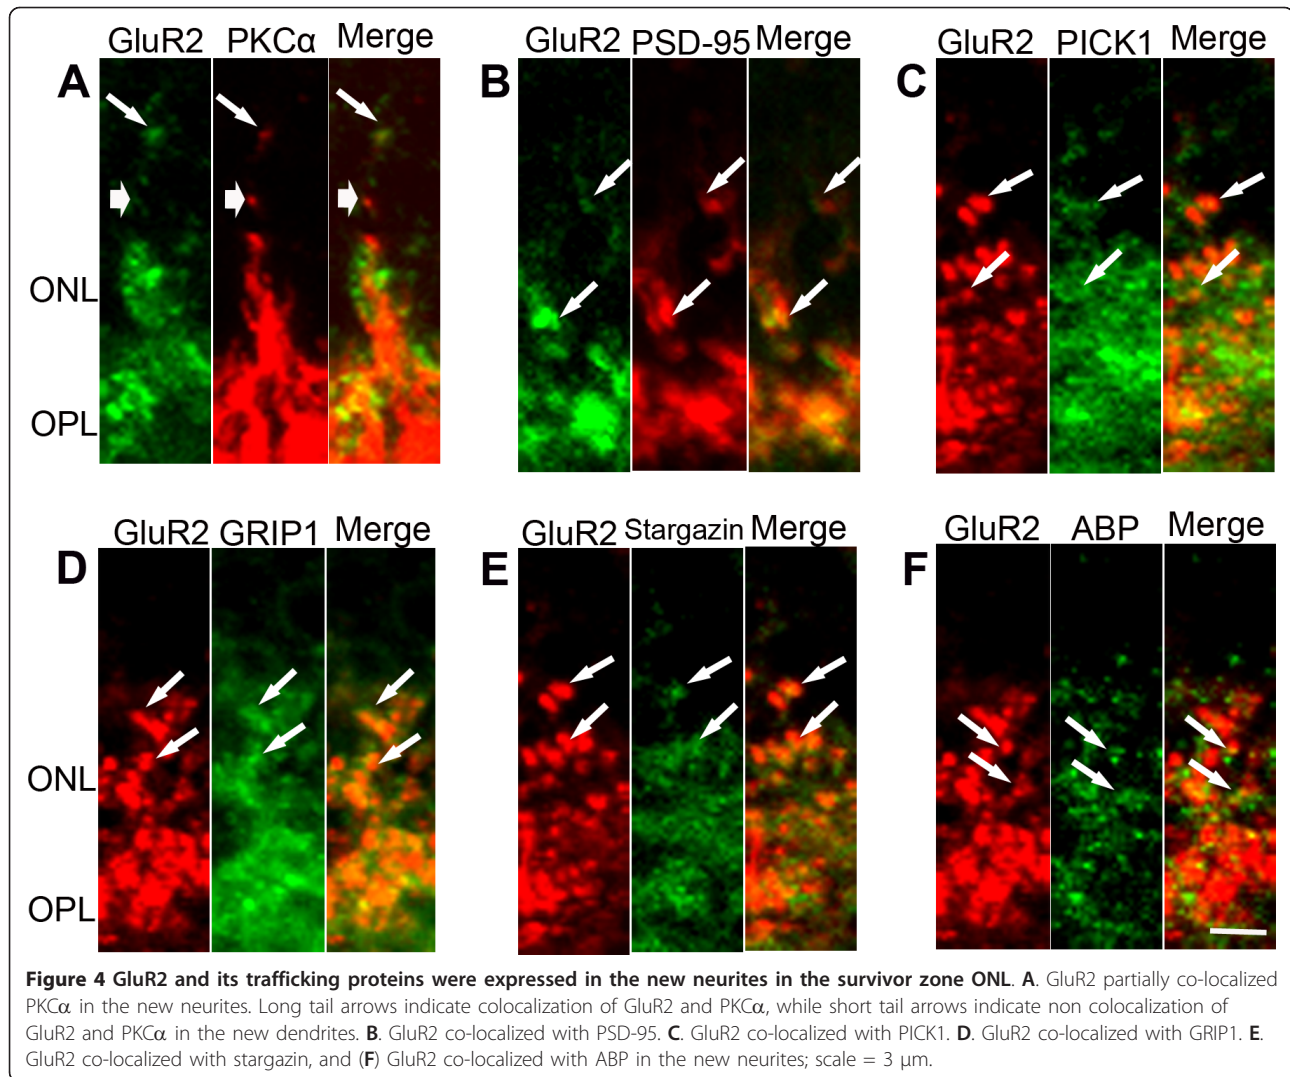 GluR2 PKCα Merge
A
ONL
OPL
GluR2 PSD-95 Merge
B
GluR2 PICK1 Merge
C
GluR2 GRIP1 Merge
D
ONL
OPL
GluR2 Stargazin Merge
E
GluR2 ABP Merge
F
Figure 4 GluR2 and its trafficking proteins were expressed in the new neurites in the survivor zone ONL. A. GluR2 partially co-localized
PKCα in the new neurites. Long tail arrows indicate colocalization of GluR2 and PKCα, while short tail arrows indicate non colocalization of
GluR2 and PKCα in the new dendrites. B. GluR2 co-localized with PSD-95. C. GluR2 co-localized with PICK1. D. GluR2 co-localized with GRIP1. E.
GluR2 co-localized with stargazin, and (F) GluR2 co-localized with ABP in the new neurites; scale = 3 μm.